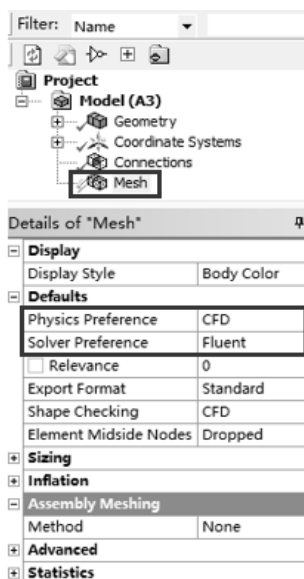 Filter: Name
Project
Model (A3)
Geometry
Coordinate Systems
Connections
Mesh
Details of "Mesh"
Display
Display Style Body Color
Defaults
Physics Preference CFD
Solver Preference Fluent
Relevance 0
Export Format Standard
Shape Checking CFD
Element Midside Nodes Dropped
Sizing
Inflation
Assembly Meshing
Method None
Advanced
Statistics